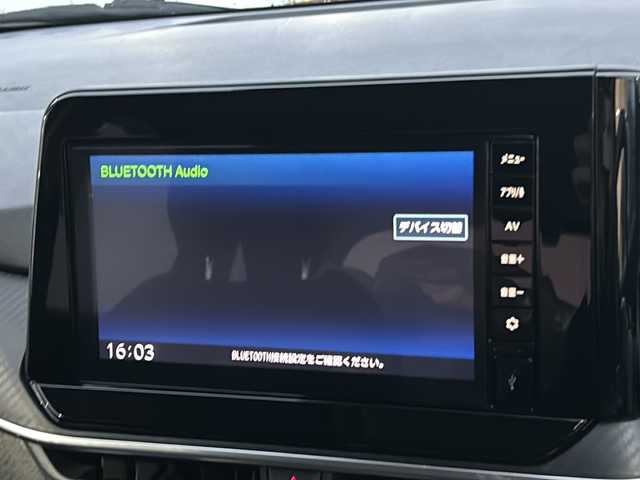 BLUETOOTH Audio
デバイス切替
16:03
BLUETOOTH接続設定をご確認ください。
メニュー
アプリ/🎤
AV
音量+
音量-